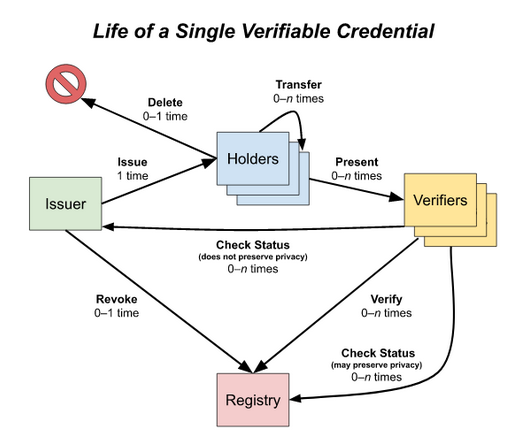 Life of a Single Verifiable Credential
Transfer
0–n times
Delete
0–1 time
Holders
Issue
1 time
Present
0–n times
Issuer
Verifiers
Check Status
(does not preserve privacy)
0–n times
Revoke
0–1 time
Verify
0–n times
Check Status
(may preserve privacy)
0–n times
Registry